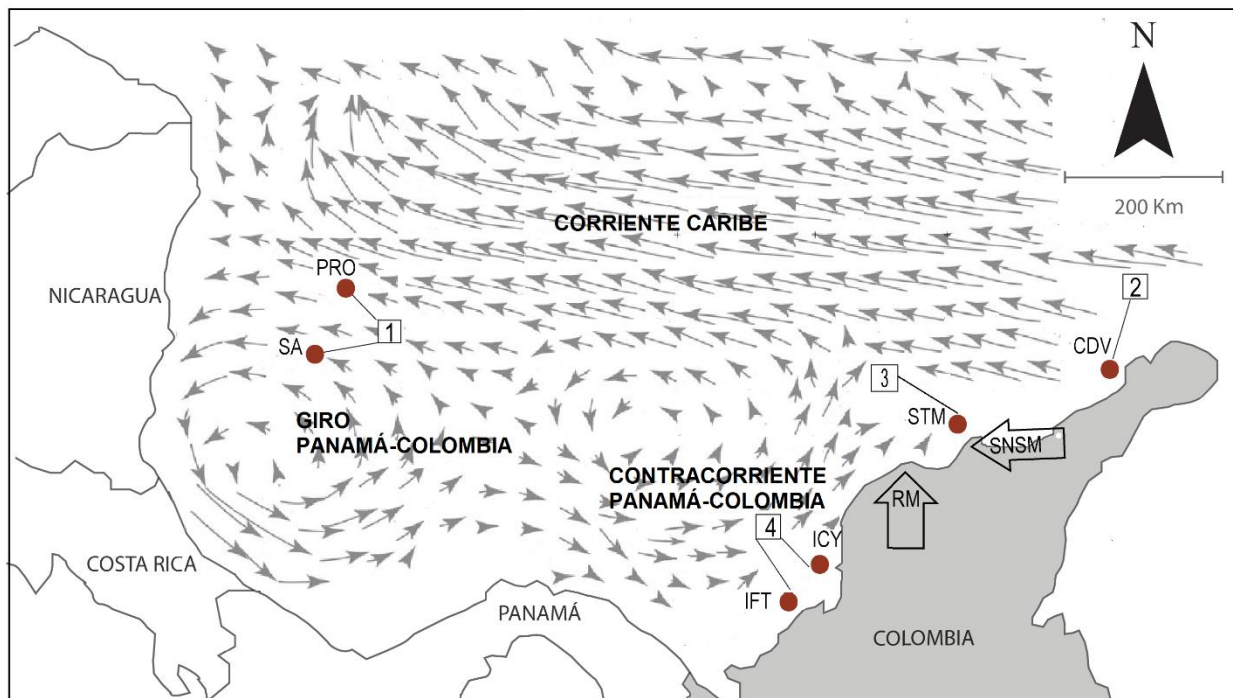 N
200 Km
CORRIENTE CARIBE
PRO
NICARAGUA
1
2
SA
CDV
3
STM
GIRO
PANAMÁ-COLOMBIA
SNSM
CONTRACORRIENTE
PANAMÁ-COLOMBIA
RM
4
ICY
COSTA RICA
IFT
PANAMÁ
COLOMBIA